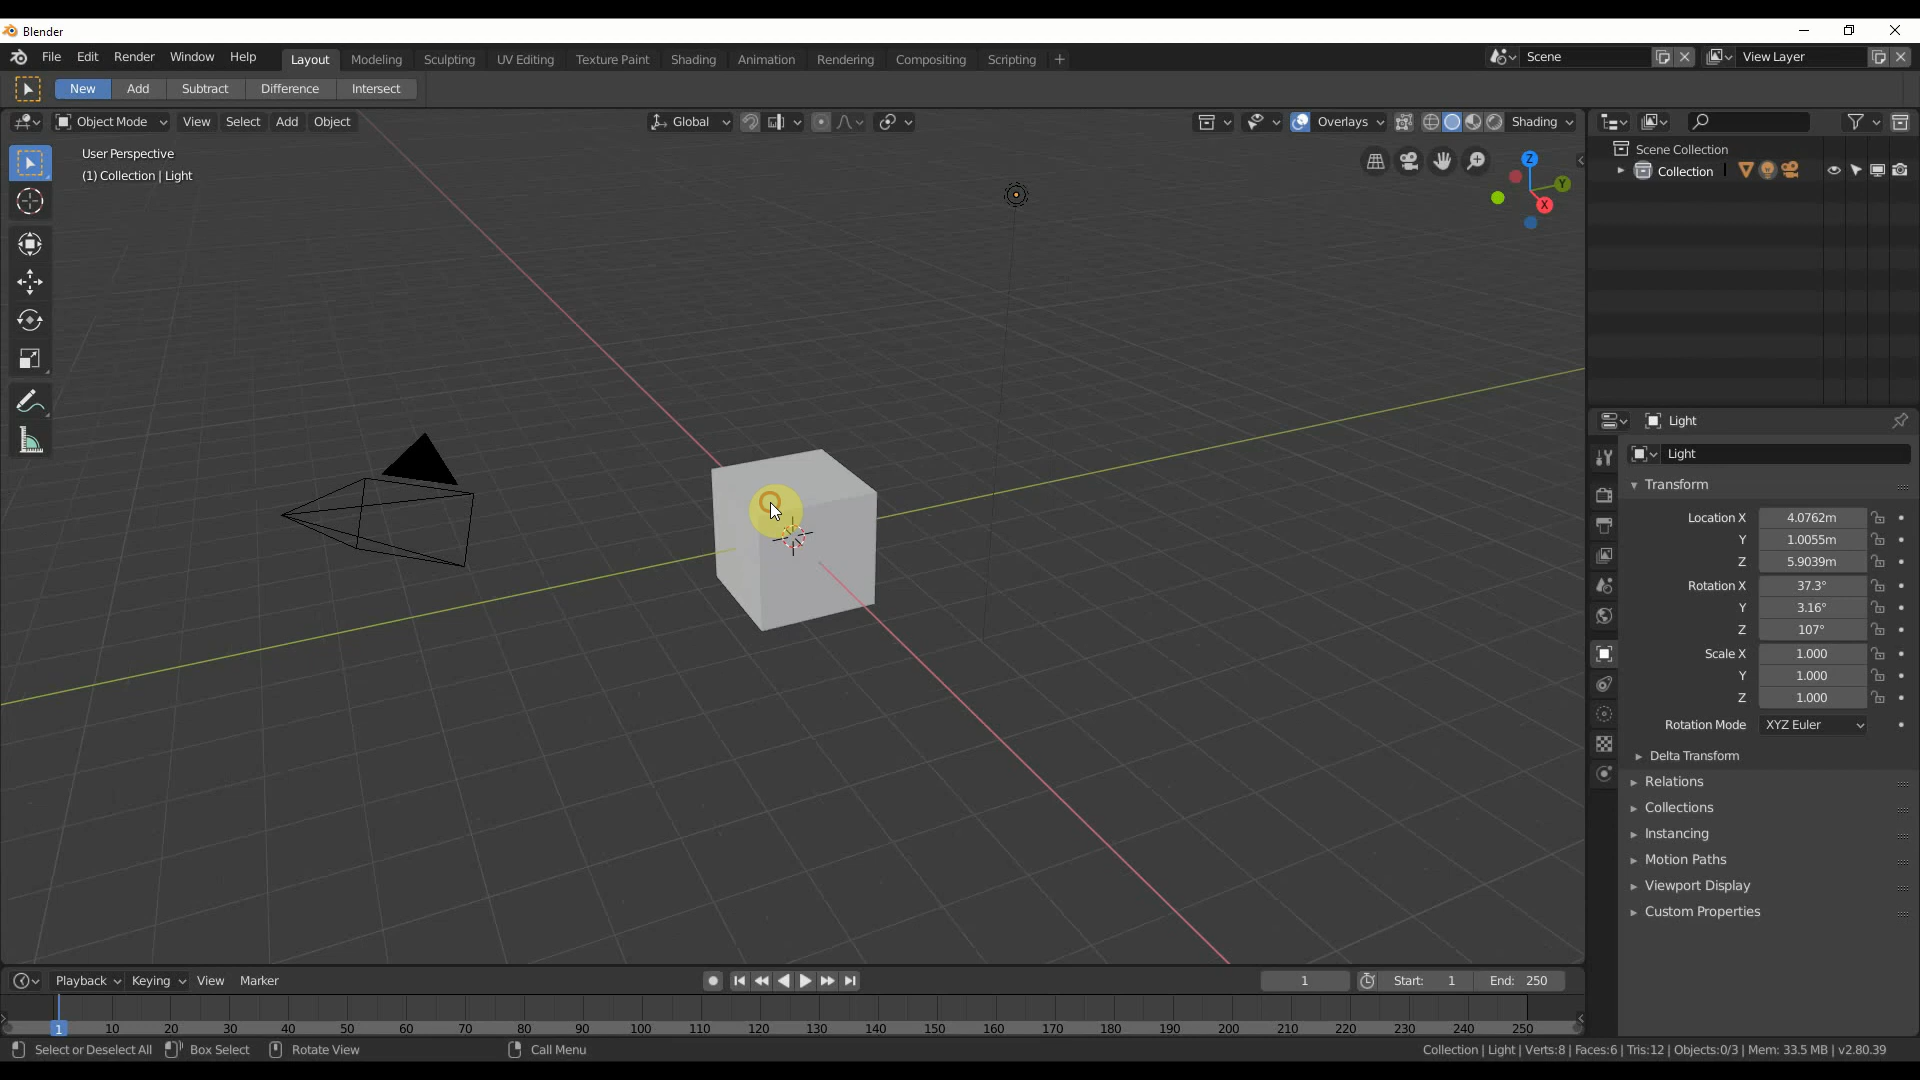 Blender
File Edit Render Window Help Layout Modeling Sculpting UV Editing Texture Paint Shading Animation Rendering Compositing Scripting + Scene View Layer
New Add Subtract Difference Intersect
Object Mode View Select Add Object Global Overlays Shading
User Perspective
(1) Collection | Light
Z
Y
X
Scene Collection
Collection
Light
Light
Transform
Location X 4.0762m
Y 1.0055m
Z 5.9039m
Rotation X 37.3°
Y 3.16°
Z 107°
Scale X 1.000
Y 1.000
Z 1.000
Rotation Mode XYZ Euler
Delta Transform
Relations
Collections
Instancing
Motion Paths
Viewport Display
Custom Properties
Playback Keying View Marker 1 Start: 1 End: 250
1 10 20 30 40 50 60 70 80 90 100 110 120 130 140 150 160 170 180 190 200 210 220 230 240 250
Select or Deselect All Box Select Rotate View Call Menu Collection | Light | Verts:8 | Faces:6 | Tris:12 | Objects:0/3 | Mem: 33.5 MB | v2.80.39